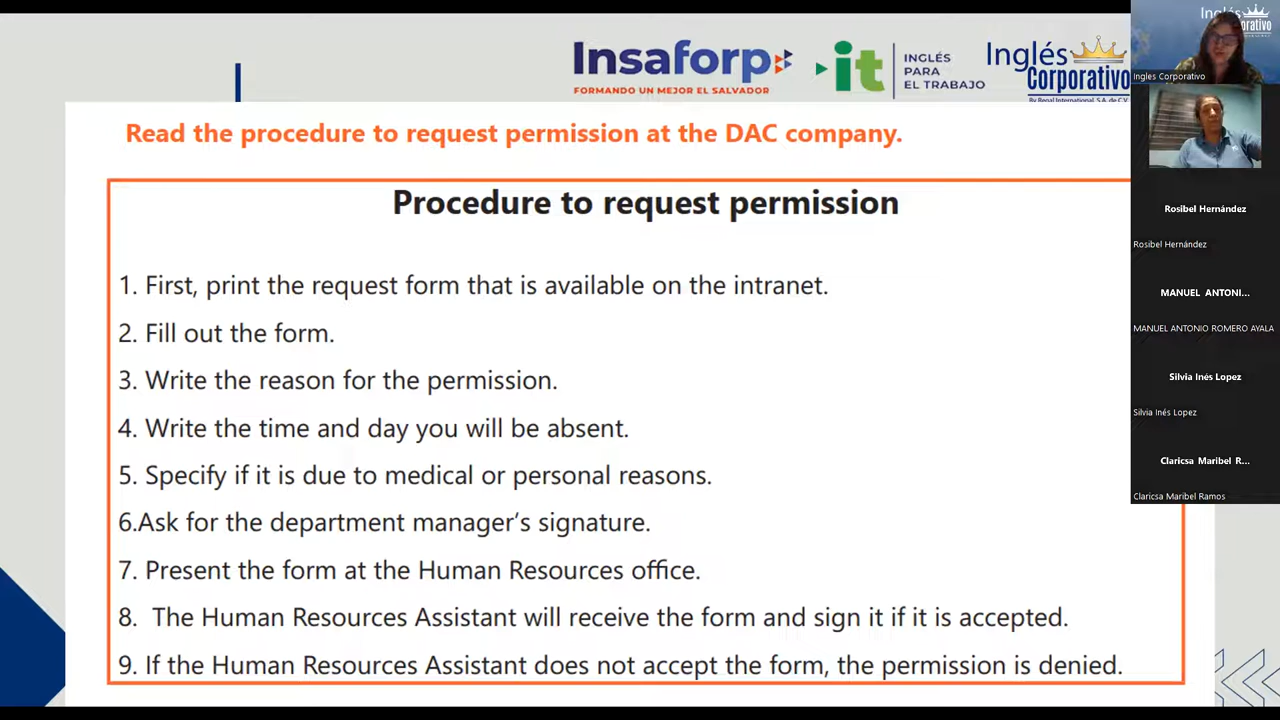 Insaforp
FORMANDO UN MEJOR EL SALVADOR
it
INGLÉS
PARA
EL TRABAJO
Inglés
Corporativo
By Renal International, S.A. de C.V
Read the procedure to request permission at the DAC company.
Procedure to request permission
1. First, print the request form that is available on the intranet.
2. Fill out the form.
3. Write the reason for the permission.
4. Write the time and day you will be absent.
5. Specify if it is due to medical or personal reasons.
6.Ask for the department manager's signature.
7. Present the form at the Human Resources office.
8. The Human Resources Assistant will receive the form and sign it if it is accepted.
9. If the Human Resources Assistant does not accept the form, the permission is denied.
Ingles Corporativo
Rosibel Hernández
Rosibel Hernández
MANUEL ANTONI...
MANUEL ANTONIO ROMERO AYALA
Silvia Inés Lopez
Silvia Inés Lopez
Claricsa Maribel R...
Claricsa Maribel Ramos